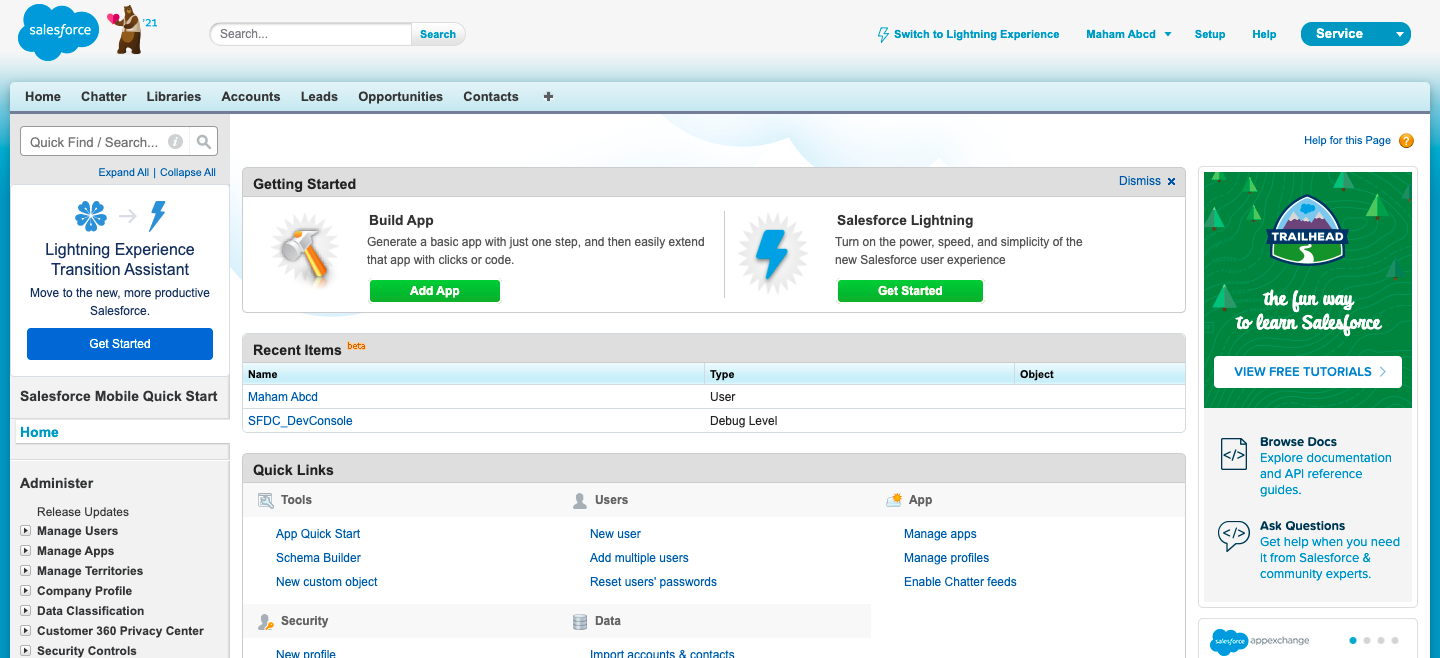 salesforce
'21
Search...
Search
Switch to Lightning Experience
Maham Abcd
Setup
Help
Service
Home
Chatter
Libraries
Accounts
Leads
Opportunities
Contacts
Quick Find / Search...
Expand All | Collapse All
Lightning Experience
Transition Assistant
Move to the new, more productive
Salesforce.
Get Started
Salesforce Mobile Quick Start
Home
Administer
Release Updates
Manage Users
Manage Apps
Manage Territories
Company Profile
Data Classification
Customer 360 Privacy Center
Security Controls
Help for this Page
Getting Started
Dismiss
Build App
Generate a basic app with just one step, and then easily extend
that app with clicks or code.
Add App
Salesforce Lightning
Turn on the power, speed, and simplicity of the
new Salesforce user experience
Get Started
Recent Items beta
Name Type Object
Maham Abcd User
SFDC_DevConsole Debug Level
Quick Links
Tools
App Quick Start
Schema Builder
New custom object
Users
New user
Add multiple users
Reset users' passwords
App
Manage apps
Manage profiles
Enable Chatter feeds
Security
New profile
Data
Import accounts & contacts
TRAILHEAD
the fun way
to learn Salesforce
VIEW FREE TUTORIALS
Browse Docs
Explore documentation
and API reference
guides.
Ask Questions
Get help when you need
it from Salesforce &
community experts.
salesforce appexchange